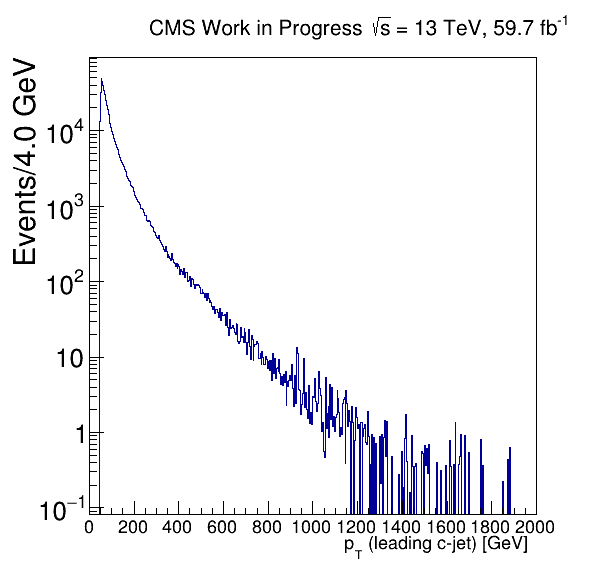 CMS Work in Progress √s = 13 TeV, 59.7 fb⁻¹
Events/4.0 GeV
10⁴
10³
10²
10
1
10⁻¹
0 200 400 600 800 1000 1200 1400 1600 1800 2000
p_T (leading c-jet) [GeV]